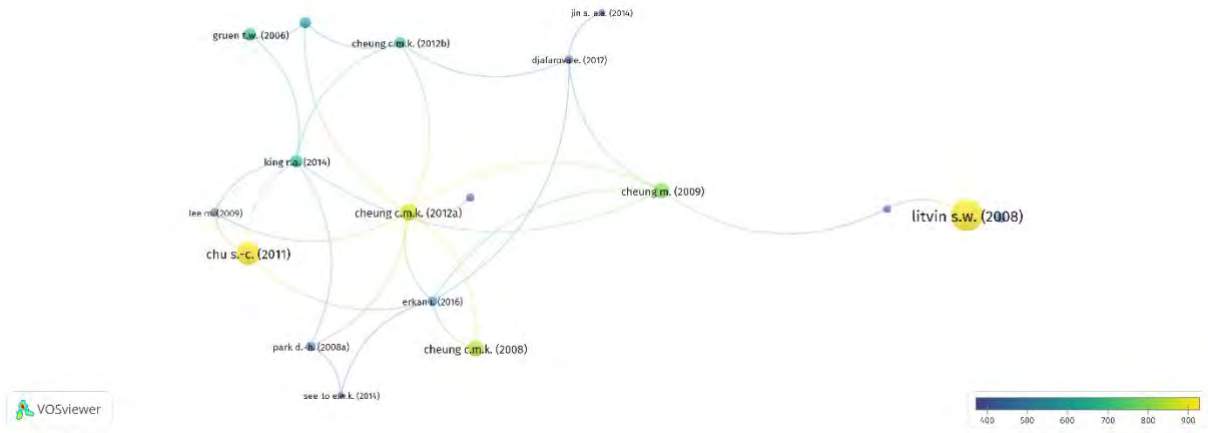 jin s. a.a. (2014)
gruen t.w. (2006)
cheung c.m.k. (2012b)
djafarova e. (2017)
king r.a. (2014)
cheung m. (2009)
lee m. (2009)
cheung c.m.k. (2012a)
litvin s.w. (2008)
chu s.-c. (2011)
erkan i. (2016)
park d.-h. (2008a)
cheung c.m.k. (2008)
see-to e.w.k. (2014)
VOSviewer
400 500 600 700 800 900